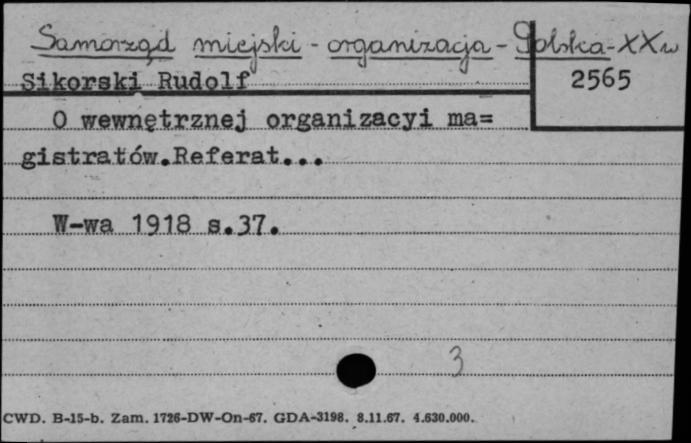 Samorząd miejski - organizacja - Polska - XX w
Sikorski Rudolf
2565
O wewnętrznej organizacyi ma=
gistratów.Referat...
W-wa 1918 s.37.
3
CWD. B-15-b. Zam. 1726-DW-On-67. GDA-3198. 8.11.67. 4.630.000.